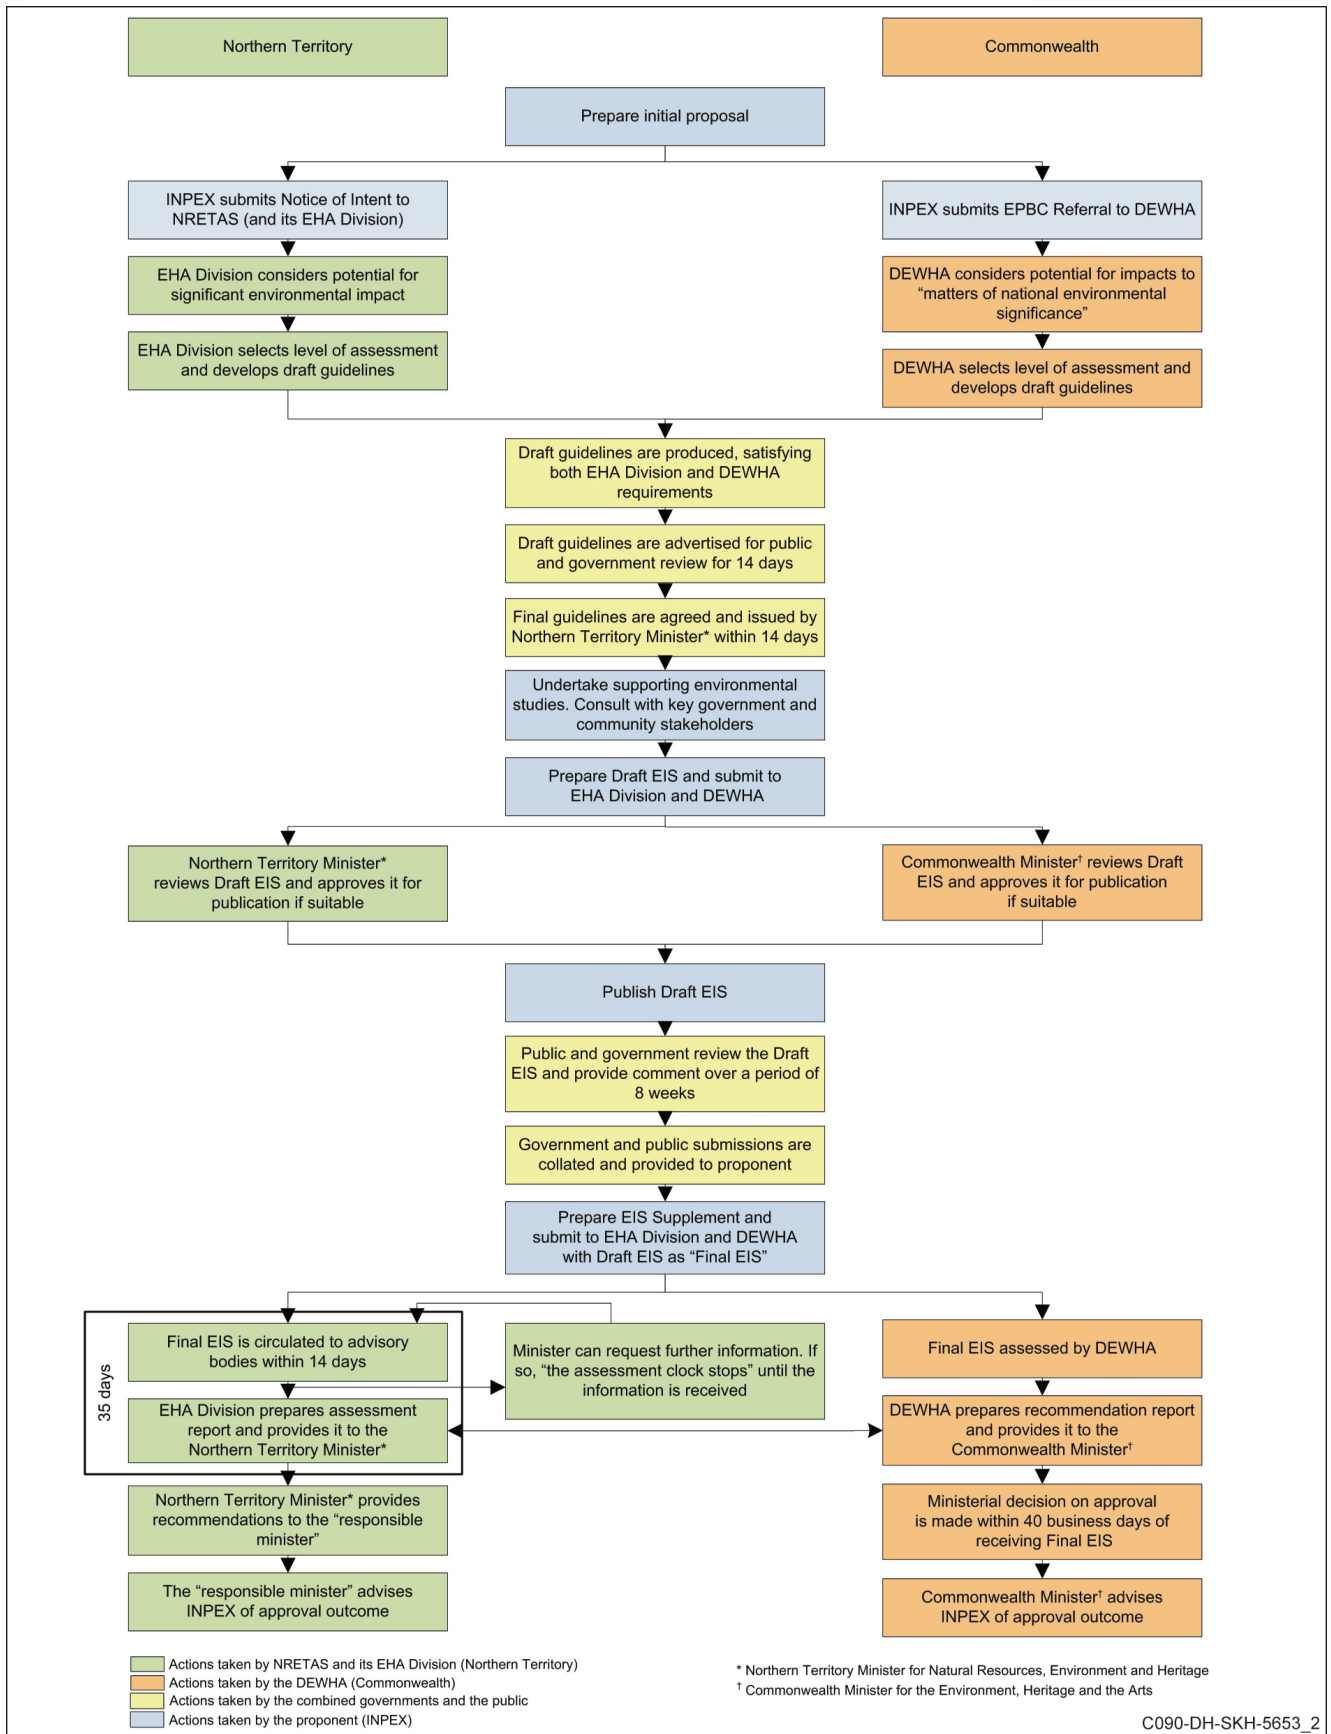 Northern Territory
Commonwealth
Prepare initial proposal
INPEX submits Notice of Intent to
NRETAS (and its EHA Division)
INPEX submits EPBC Referral to DEWHA
EHA Division considers potential for
significant environmental impact
DEWHA considers potential for impacts to
“matters of national environmental
significance”
EHA Division selects level of assessment
and develops draft guidelines
DEWHA selects level of assessment and
develops draft guidelines
Draft guidelines are produced, satisfying
both EHA Division and DEWHA
requirements
Draft guidelines are advertised for public
and government review for 14 days
Final guidelines are agreed and issued by
Northern Territory Minister* within 14 days
Undertake supporting environmental
studies. Consult with key government and
community stakeholders
Prepare Draft EIS and submit to
EHA Division and DEWHA
Northern Territory Minister*
reviews Draft EIS and approves it for
publication if suitable
Commonwealth Minister† reviews Draft
EIS and approves it for publication
if suitable
Publish Draft EIS
Public and government review the Draft
EIS and provide comment over a period of
8 weeks
Government and public submissions are
collated and provided to proponent
Prepare EIS Supplement and
submit to EHA Division and DEWHA
with Draft EIS as “Final EIS”
35 days
Final EIS is circulated to advisory
bodies within 14 days
Minister can request further information. If
so, “the assessment clock stops” until the
information is received
Final EIS assessed by DEWHA
EHA Division prepares assessment
report and provides it to the
Northern Territory Minister*
DEWHA prepares recommendation report
and provides it to the
Commonwealth Minister†
Northern Territory Minister* provides
recommendations to the “responsible
minister”
Ministerial decision on approval
is made within 40 business days of
receiving Final EIS
The “responsible minister” advises
INPEX of approval outcome
Commonwealth Minister† advises
INPEX of approval outcome
Actions taken by NRETAS and its EHA Division (Northern Territory)
Actions taken by the DEWHA (Commonwealth)
Actions taken by the combined governments and the public
Actions taken by the proponent (INPEX)
* Northern Territory Minister for Natural Resources, Environment and Heritage
† Commonwealth Minister for the Environment, Heritage and the Arts
C090-DH-SKH-5653_2